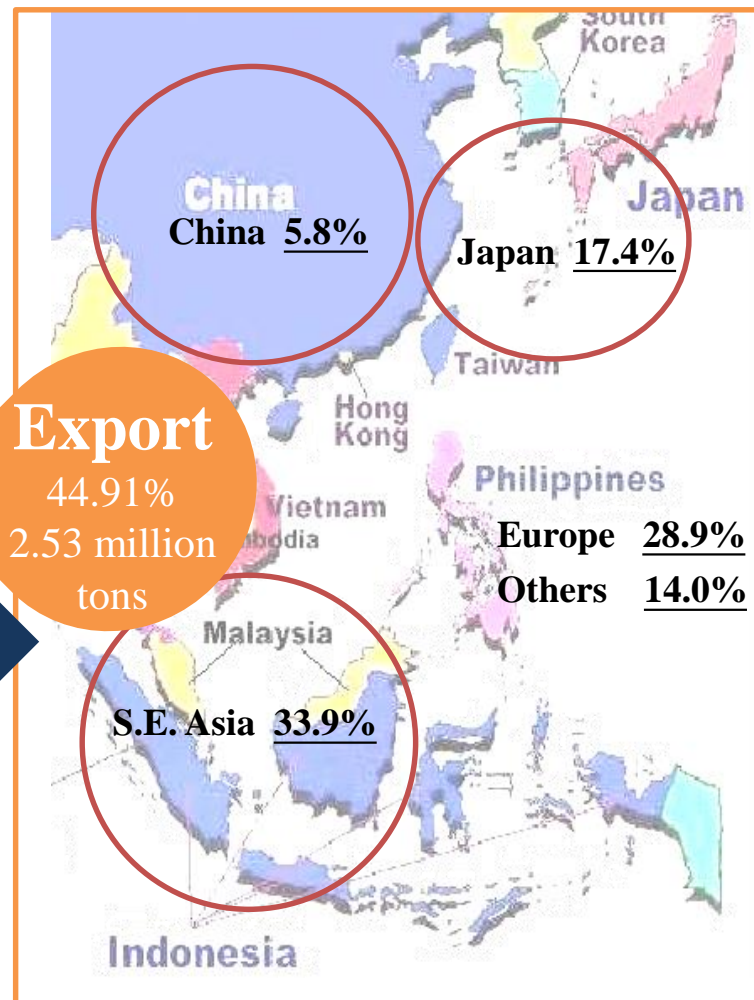 South
Korea
China
Japan
China 5.8%
Japan 17.4%
Taiwan
Hong
Kong
Export
44.91%
2.53 million
tons
Philippines
Vietnam
bodia
Europe 28.9%
Others 14.0%
Malaysia
S.E. Asia 33.9%
Indonesia